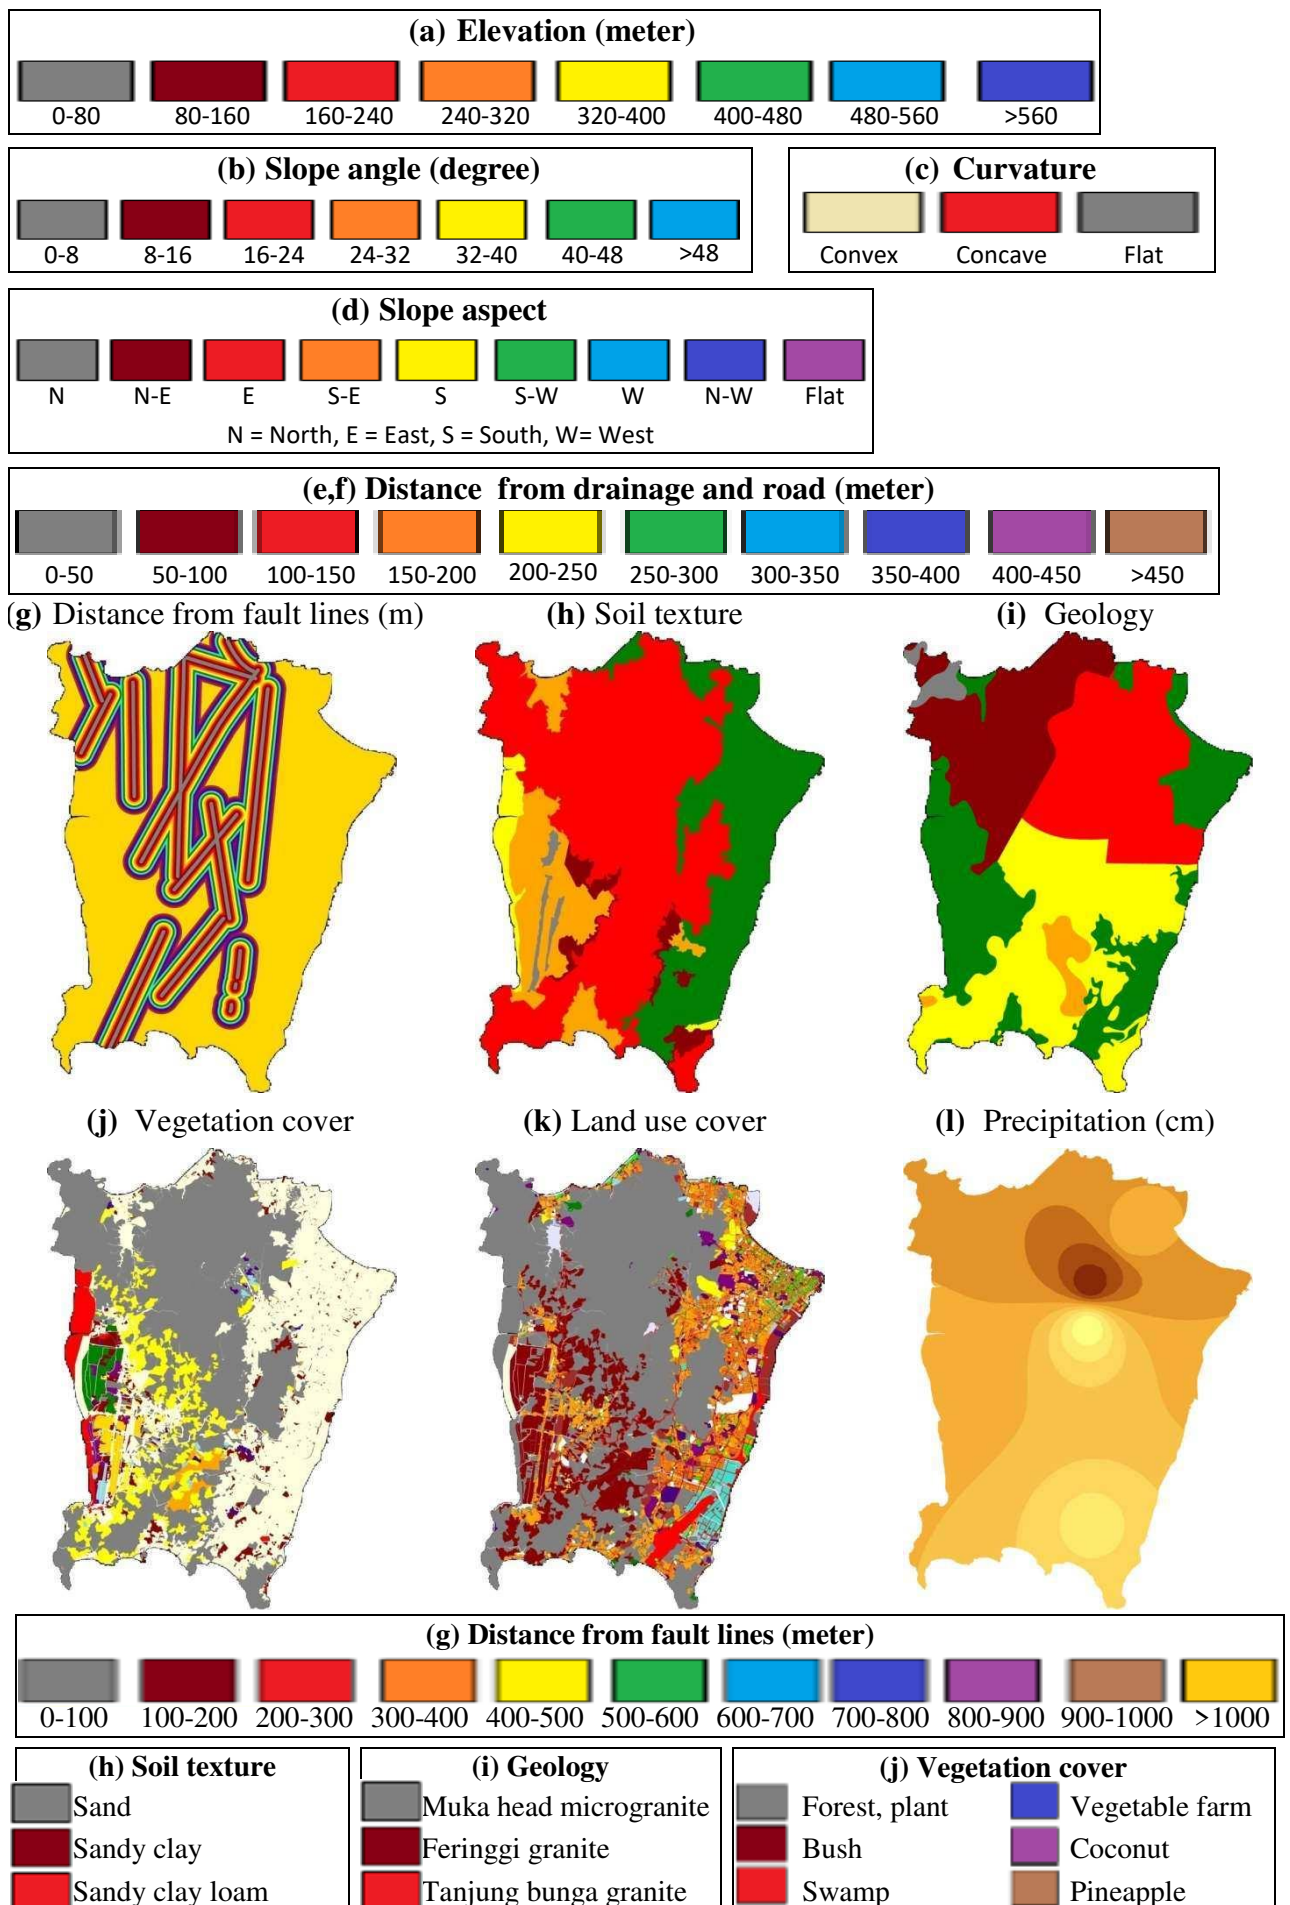 (a) Elevation (meter)
0-80 80-160 160-240 240-320 320-400 400-480 480-560 >560
(b) Slope angle (degree)
0-8 8-16 16-24 24-32 32-40 40-48 >48
(c) Curvature
Convex Concave Flat
(d) Slope aspect
N N-E E S-E S S-W W N-W Flat
N = North, E = East, S = South, W= West
(e,f) Distance from drainage and road (meter)
0-50 50-100 100-150 150-200 200-250 250-300 300-350 350-400 400-450 >450
(g) Distance from fault lines (m) (h) Soil texture (i) Geology
(j) Vegetation cover (k) Land use cover (l) Precipitation (cm)
(g) Distance from fault lines (meter)
0-100 100-200 200-300 300-400 400-500 500-600 600-700 700-800 800-900 900-1000 >1000
(h) Soil texture
Sand
Sandy clay
Sandy clay loam
(i) Geology
Muka head microgranite
Feringgi granite
Tanjung bunga granite
(j) Vegetation cover
Forest, plant Vegetable farm
Bush Coconut
Swamp Pineapple